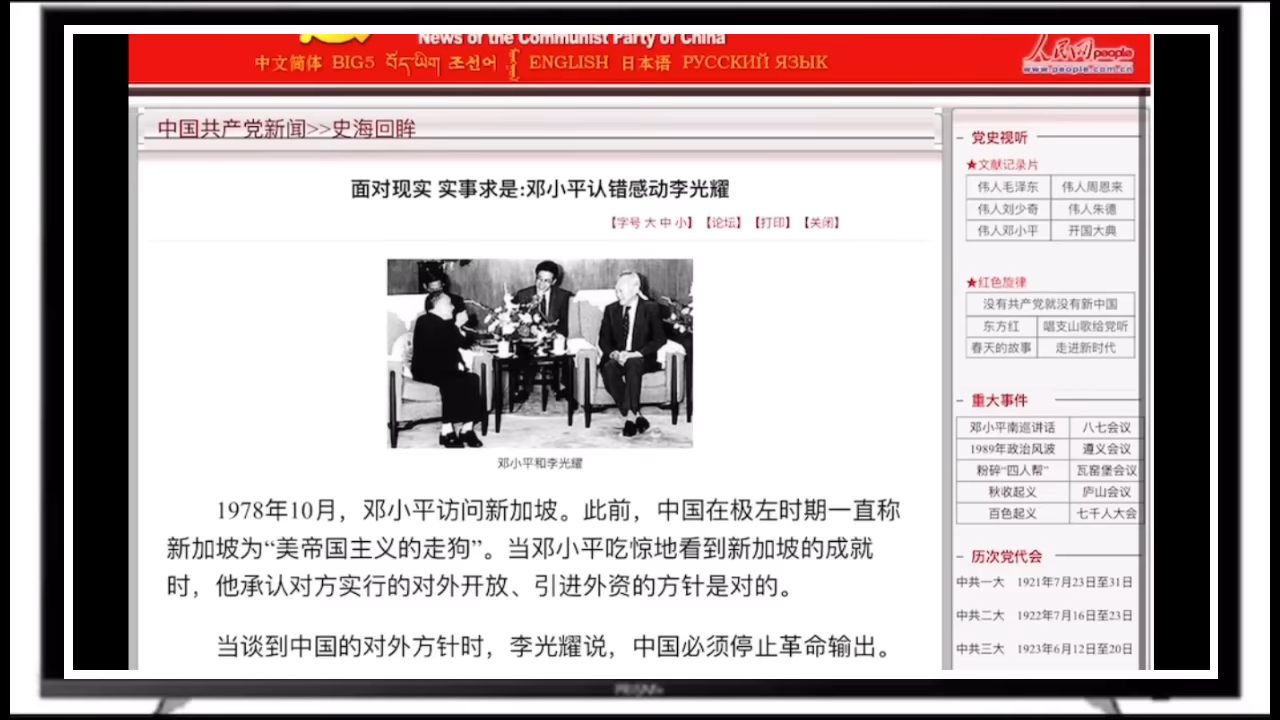 News of the Communist Party of China
中文简体 BIG5 བོད་ཡིག 조선어 ENGLISH 日本语 РУССКИЙ ЯЗЫК
人民网 people
www.people.com.cn
中国共产党新闻>>史海回眸
面对现实 实事求是:邓小平认错感动李光耀
【字号 大 中 小】【论坛】【打印】【关闭】
邓小平和李光耀
1978年10月，邓小平访问新加坡。此前，中国在极左时期一直称
新加坡为“美帝国主义的走狗”。当邓小平吃惊地看到新加坡的成就
时，他承认对方实行的对外开放、引进外资的方针是对的。
当谈到中国的对外方针时，李光耀说，中国必须停止革命输出。
党史视听
★文献记录片
伟人毛泽东 伟人周恩来
伟人刘少奇 伟人朱德
伟人邓小平 开国大典
★红色旋律
没有共产党就没有新中国
东方红 唱支山歌给党听
春天的故事 走进新时代
重大事件
邓小平南巡讲话 八七会议
1989年政治风波 遵义会议
粉碎“四人帮” 瓦窑堡会议
秋收起义 庐山会议
百色起义 七千人大会
历次党代会
中共一大 1921年7月23日至31日
中共二大 1922年7月16日至23日
中共三大 1923年6月12日至20日